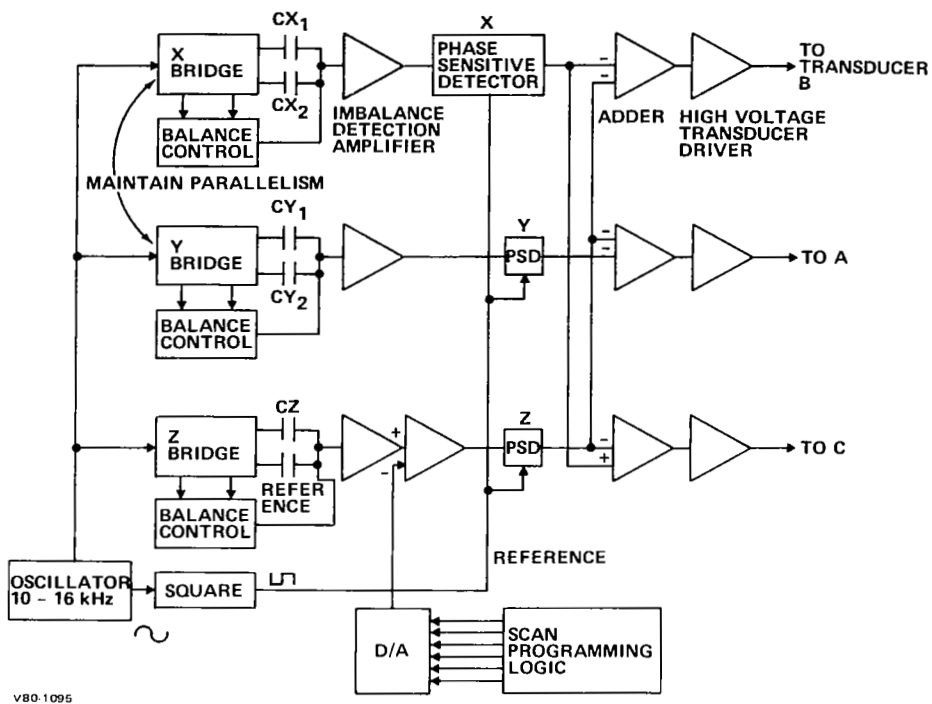 X
BRIDGE
CX1
CX2
BALANCE
CONTROL
IMBALANCE
DETECTION
AMPLIFIER
X
PHASE
SENSITIVE
DETECTOR
-
-
ADDER
HIGH VOLTAGE
TRANSDUCER
DRIVER
TO
TRANSDUCER
B
MAINTAIN PARALLELISM
Y
BRIDGE
CY1
CY2
BALANCE
CONTROL
Y
PSD
-
-
TO A
Z
BRIDGE
CZ
REFER
ENCE
BALANCE
CONTROL
+
-
Z
PSD
-
+
TO C
REFERENCE
OSCILLATOR
10 – 16 kHz
SQUARE
D/A
SCAN
PROGRAMMING
LOGIC
V80-1095